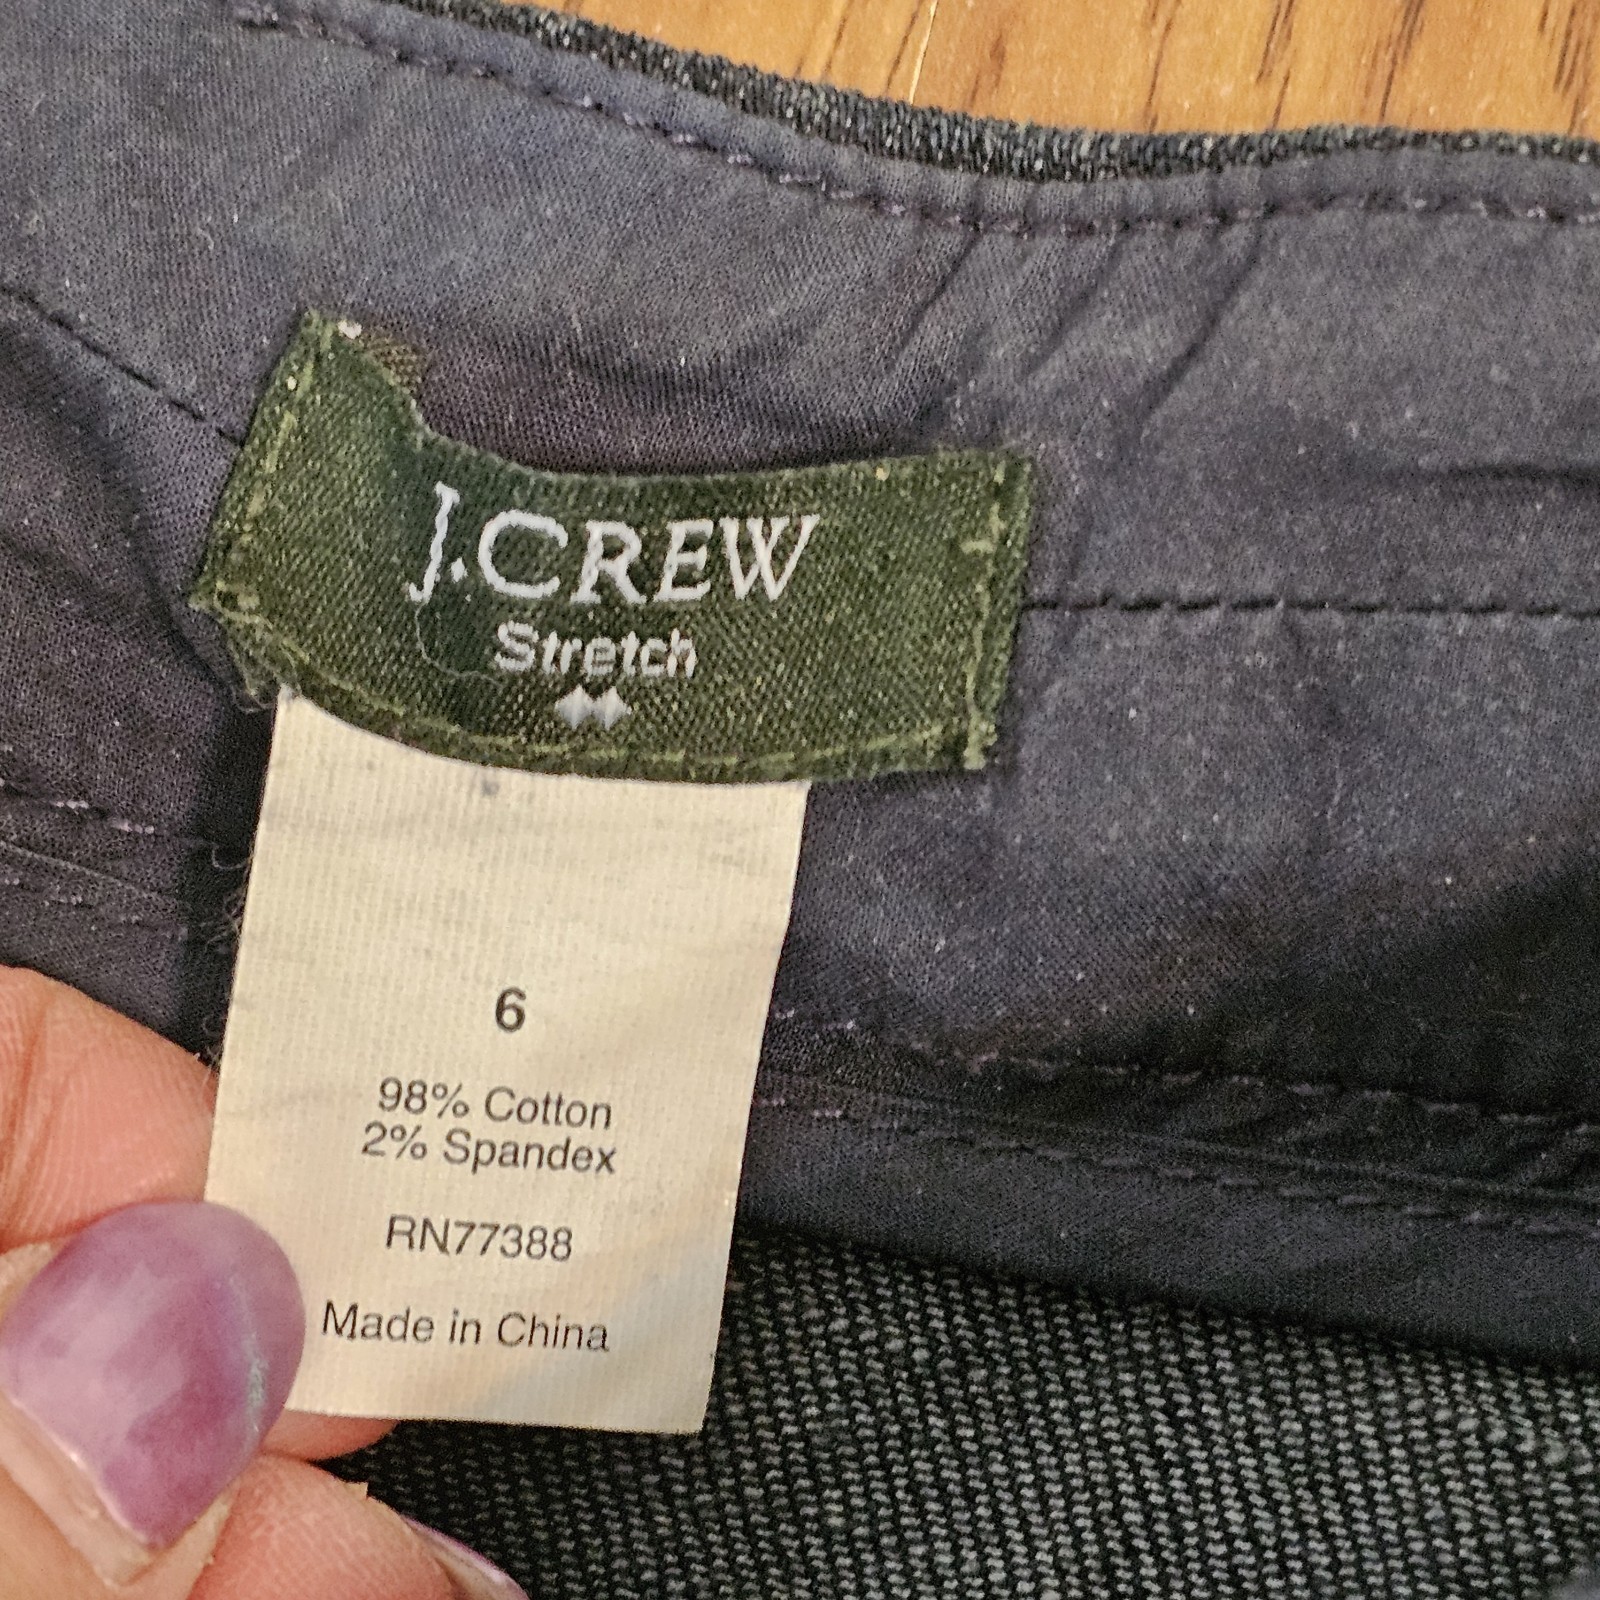 J.CREW
Stretch
6
98% Cotton
2% Spandex
RN77388
Made in China